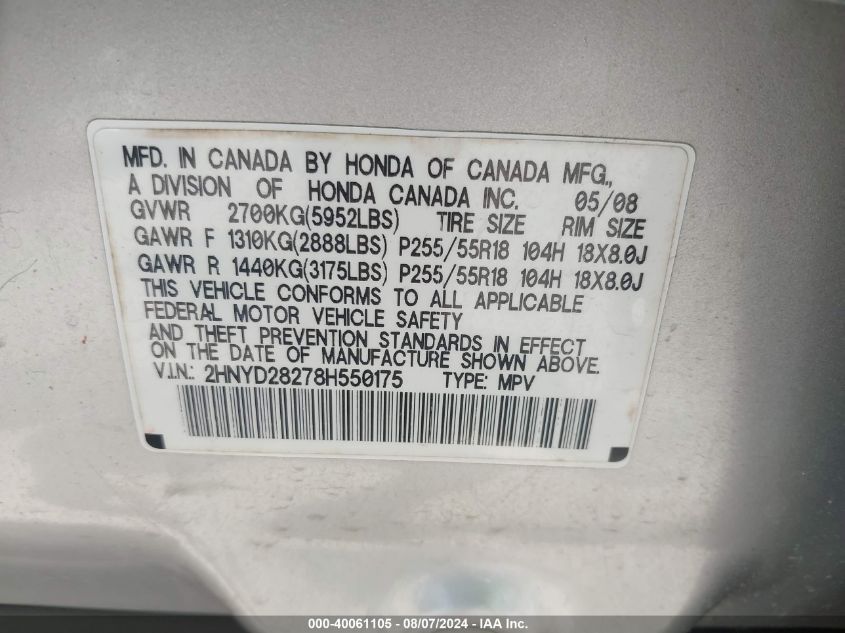 MFD. IN CANADA BY HONDA OF CANADA MFG.,
A DIVISION OF HONDA CANADA INC. 05/08
GVWR 2700KG(5952LBS) TIRE SIZE RIM SIZE
GAWR F 1310KG(2888LBS) P255/55R18 104H 18X8.0J
GAWR R 1440KG(3175LBS) P255/55R18 104H 18X8.0J
THIS VEHICLE CONFORMS TO ALL APPLICABLE
FEDERAL MOTOR VEHICLE SAFETY
AND THEFT PREVENTION STANDARDS IN EFFECT
ON THE DATE OF MANUFACTURE SHOWN ABOVE.
V.I.N.: 2HNYD28278H550175 TYPE: MPV
000-40061105 - 08/07/2024 - IAA Inc.